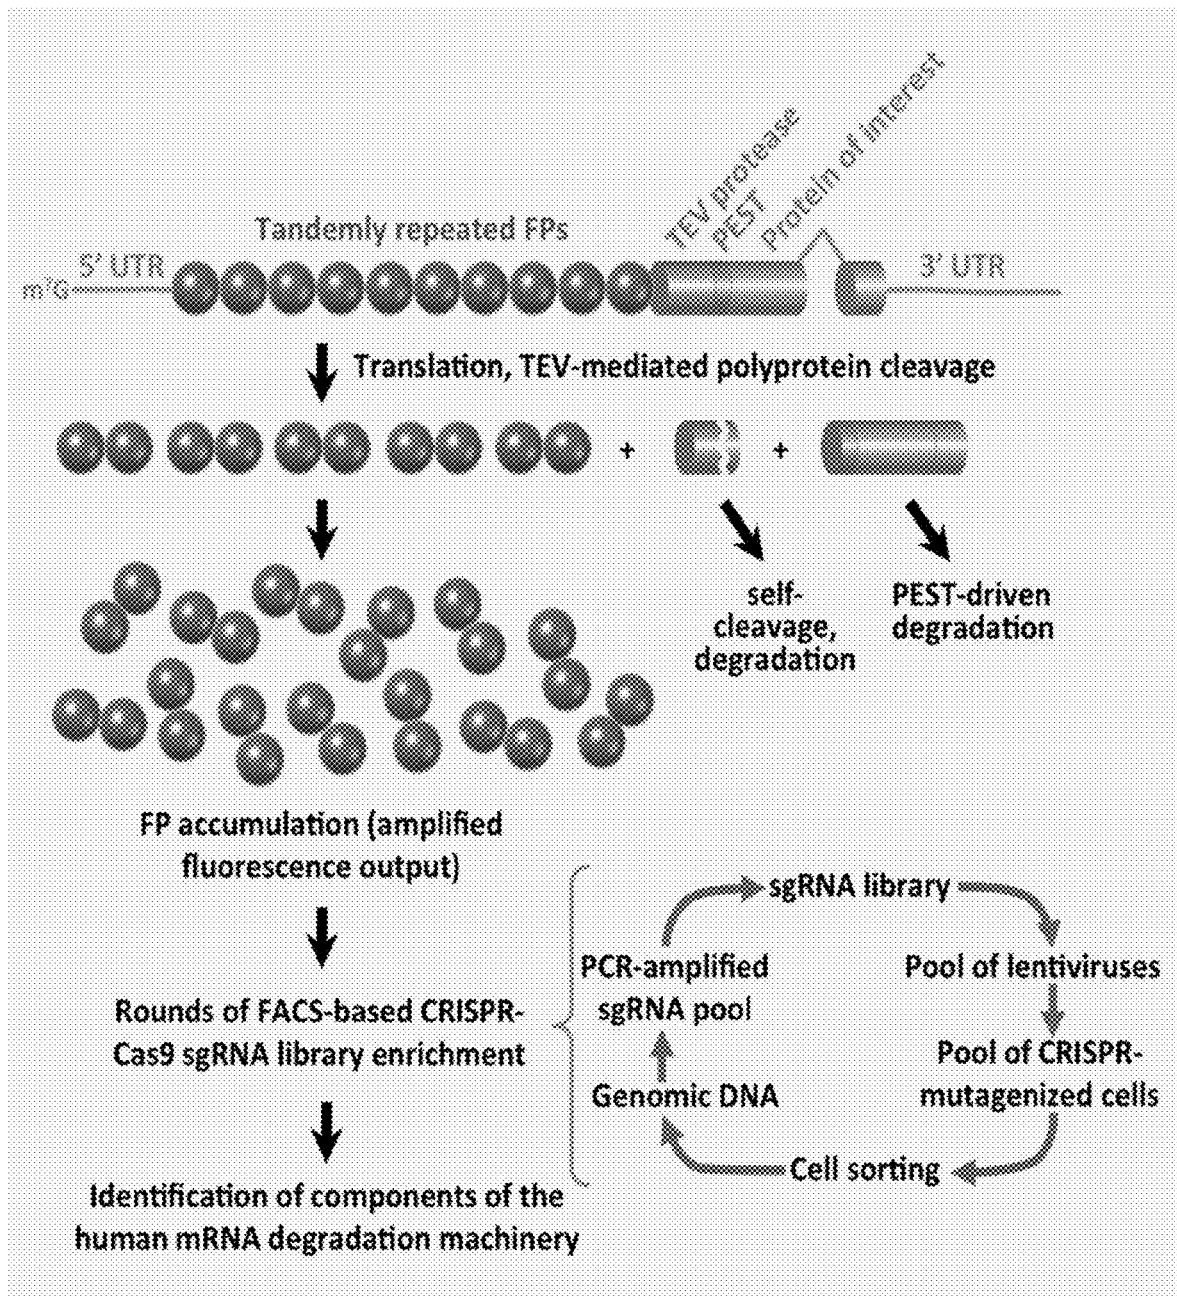 TEV protease
PEST
Protein of interest
Tandemly repeated FPs
m⁷G
5' UTR
3' UTR
Translation, TEV-mediated polyprotein cleavage
+
+
self-
cleavage,
degradation
PEST-driven
degradation
FP accumulation (amplified
fluorescence output)
Rounds of FACS-based CRISPR-
Cas9 sgRNA library enrichment
Identification of components of the
human mRNA degradation machinery
sgRNA library
Pool of lentiviruses
Pool of CRISPR-
mutagenized cells
Cell sorting
Genomic DNA
PCR-amplified
sgRNA pool